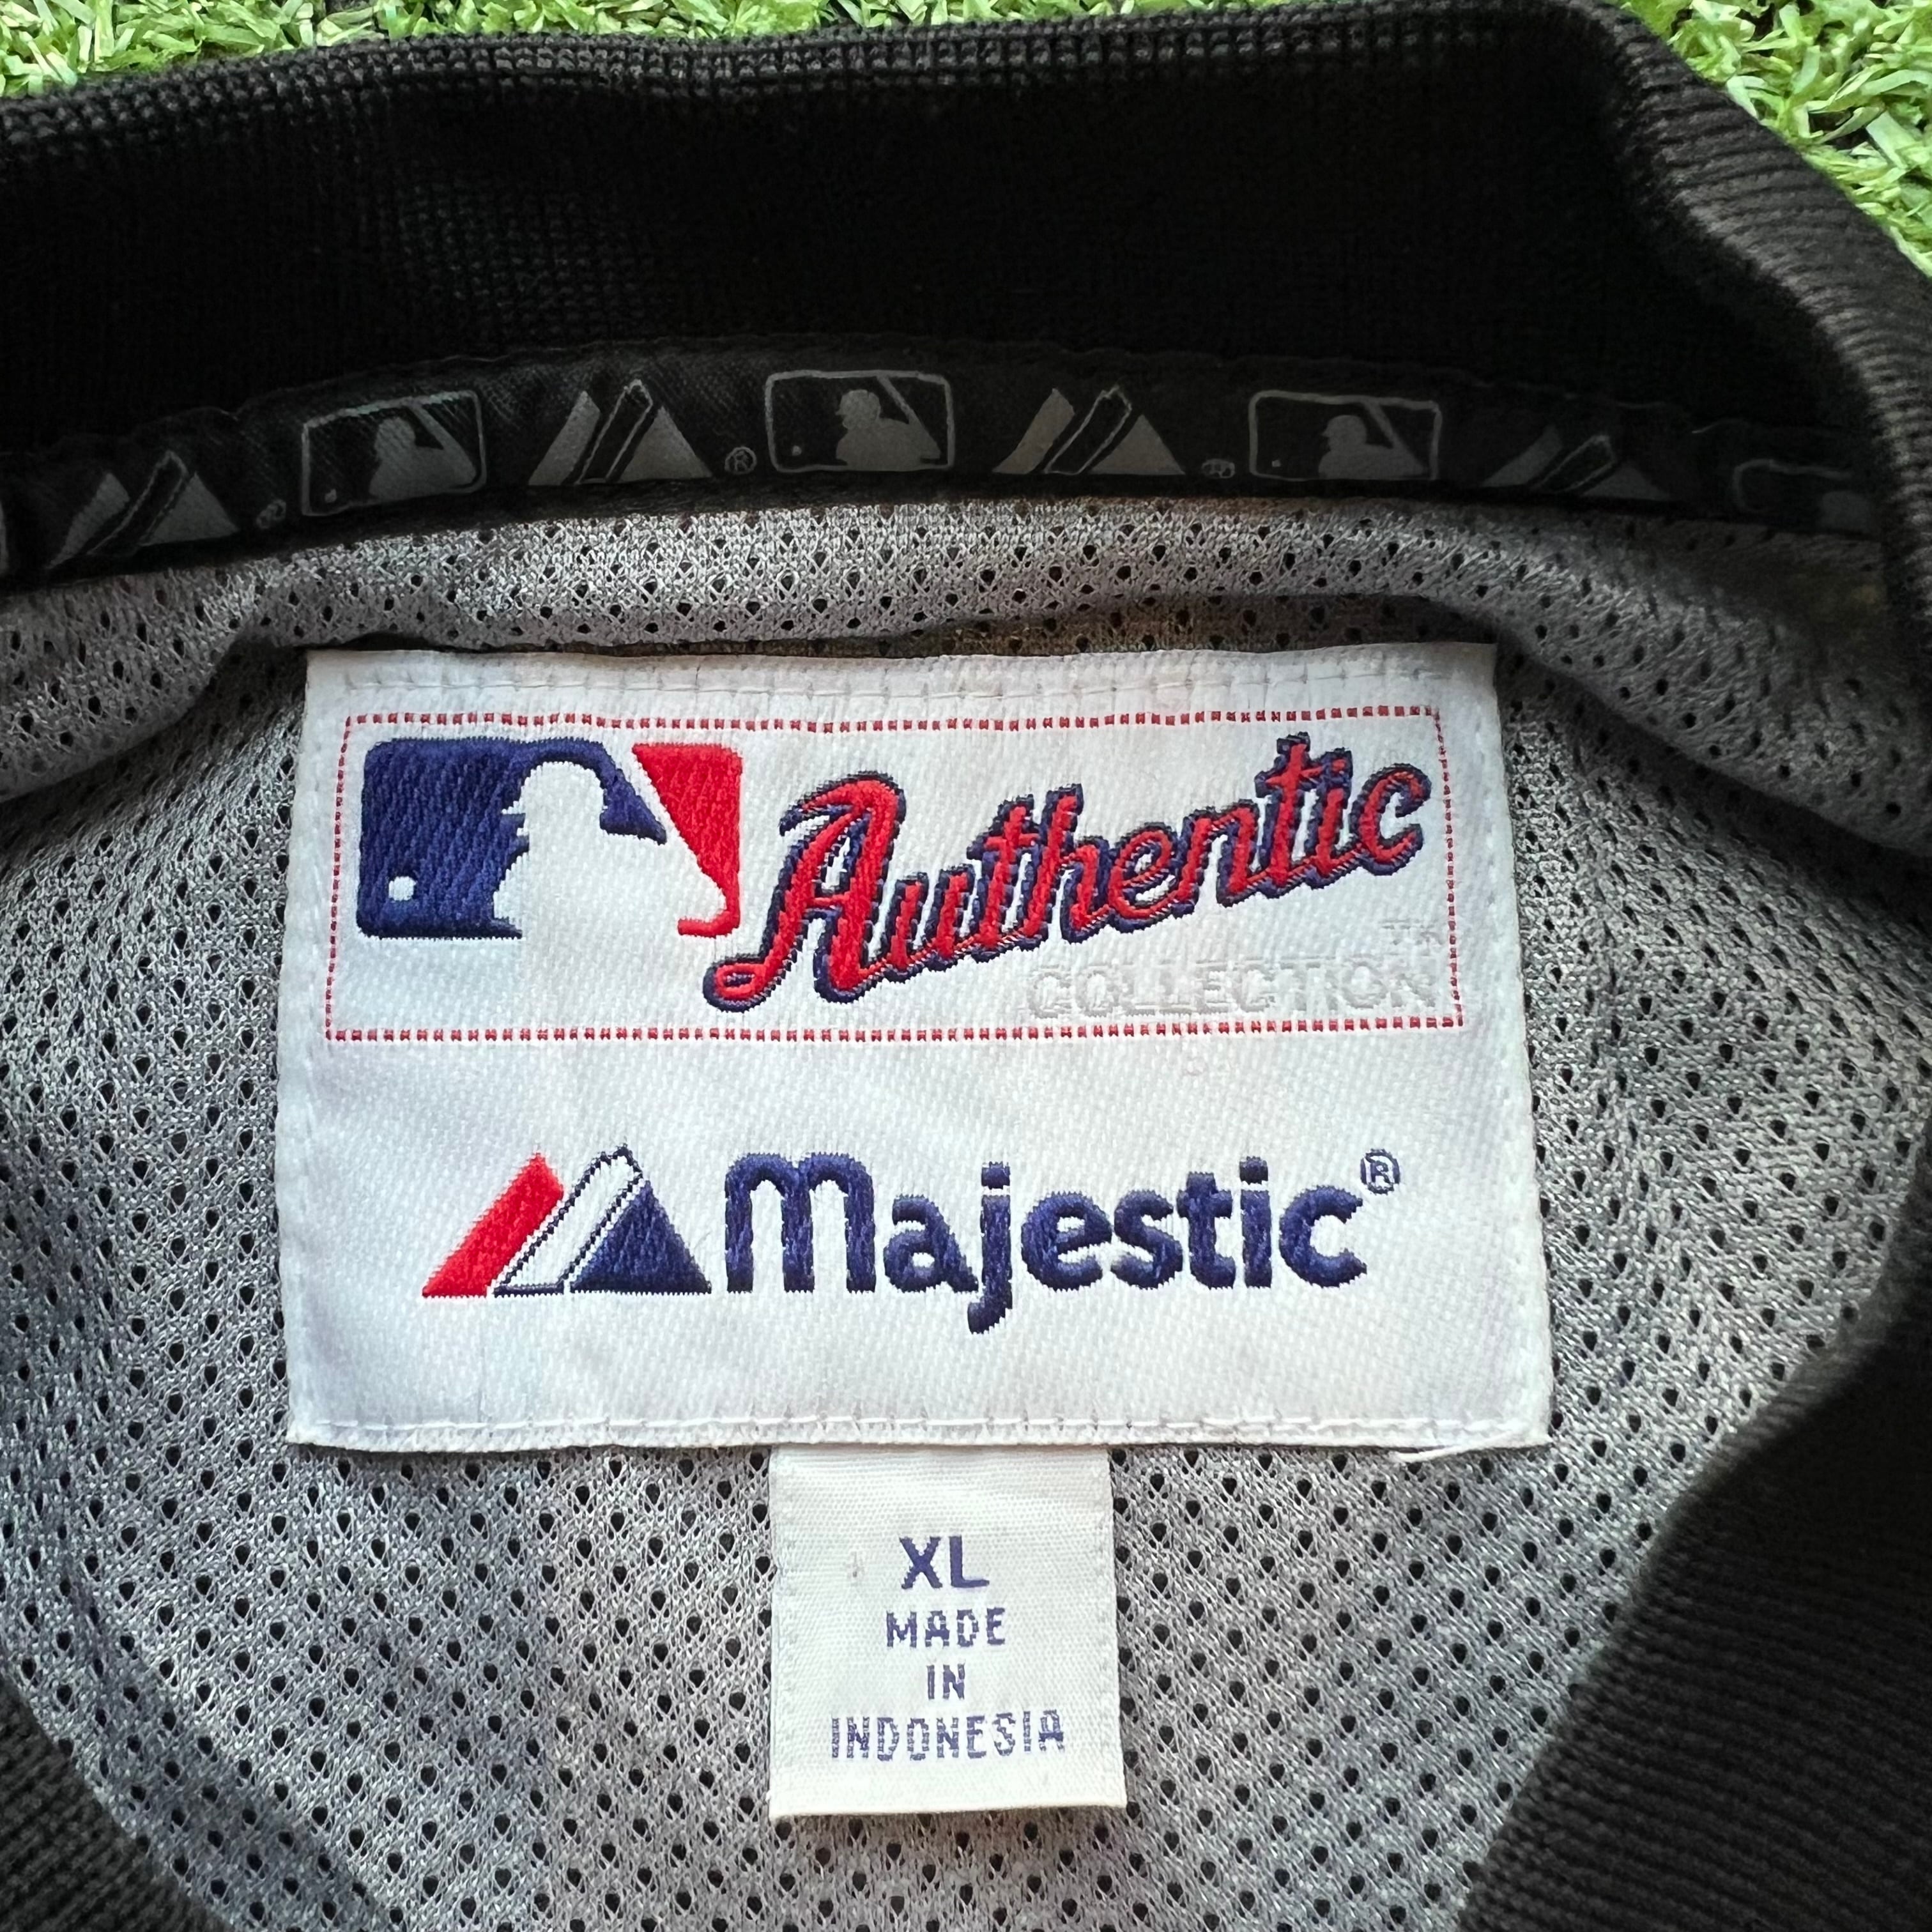 Authentic
COLLECTION
Majestic®
XL
MADE
IN
INDONESIA